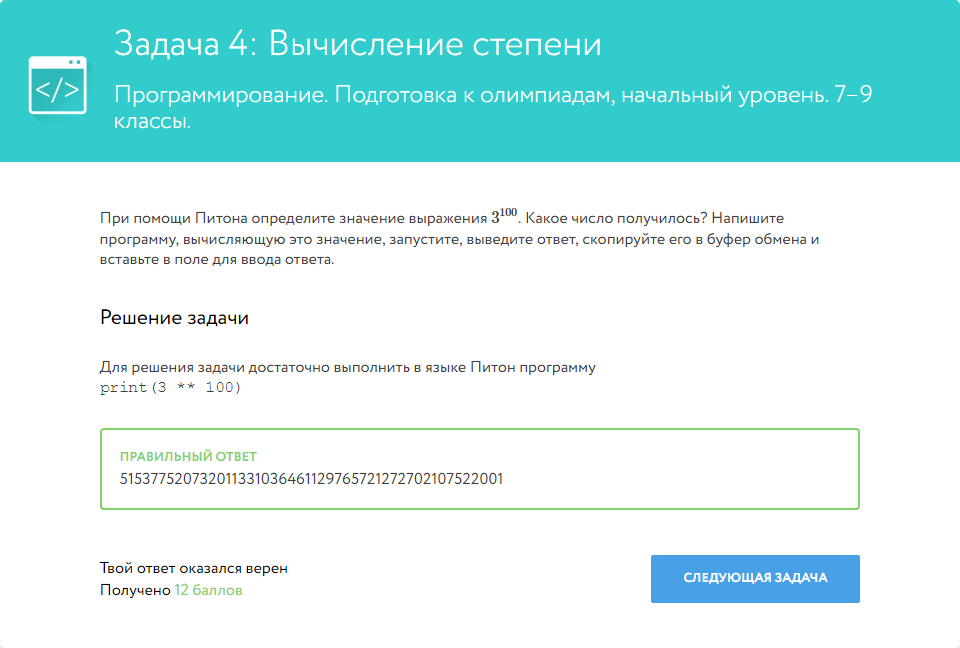 Задача 4: Вычисление степени
</>
Программирование. Подготовка к олимпиадам, начальный уровень. 7–9
классы.
При помощи Питона определите значение выражения 3^100. Какое число получилось? Напишите
программу, вычисляющую это значение, запустите, выведите ответ, скопируйте его в буфер обмена и
вставьте в поле для ввода ответа.
Решение задачи
Для решения задачи достаточно выполнить в языке Питон программу
print(3 ** 100)
ПРАВИЛЬНЫЙ ОТВЕТ
515377520732011331036461129765721272702107522001
Твой ответ оказался верен
Получено 12 баллов
СЛЕДУЮЩАЯ ЗАДАЧА